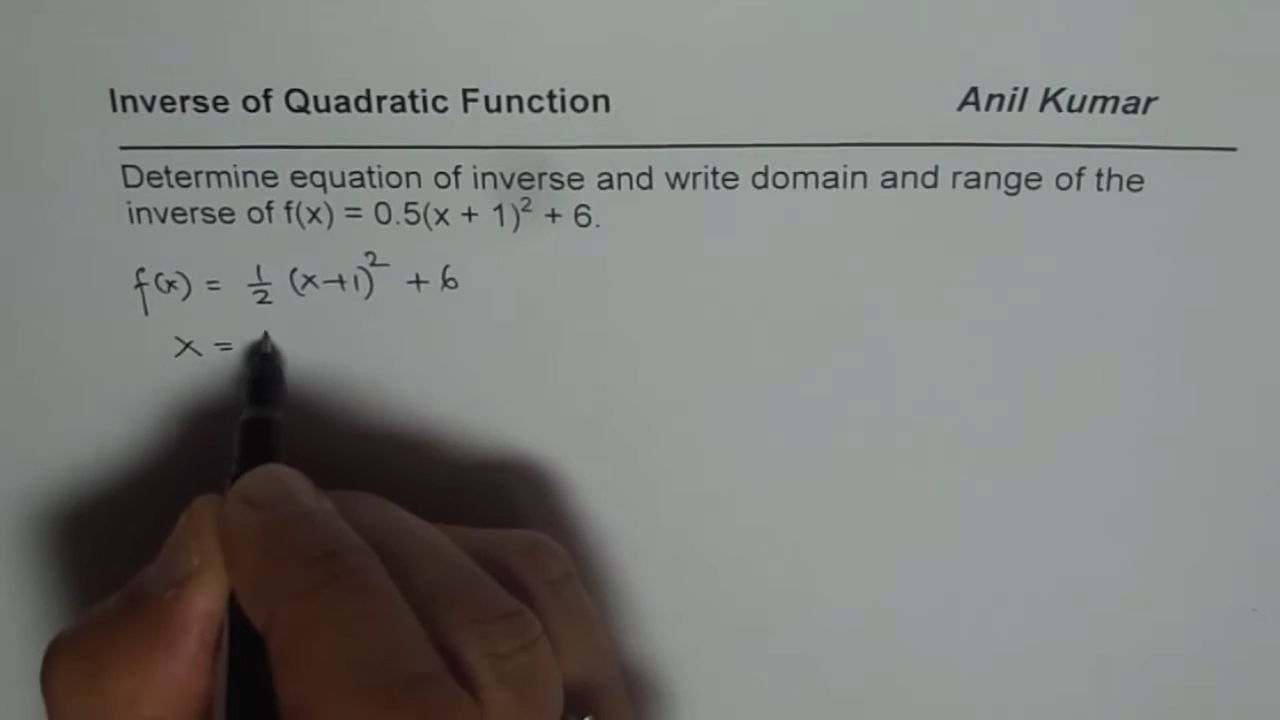 Inverse of Quadratic Function Anil Kumar
Determine equation of inverse and write domain and range of the
inverse of f(x) = 0.5(x + 1)² + 6.
f(x) = 1/2 (x+1)² + 6
x =